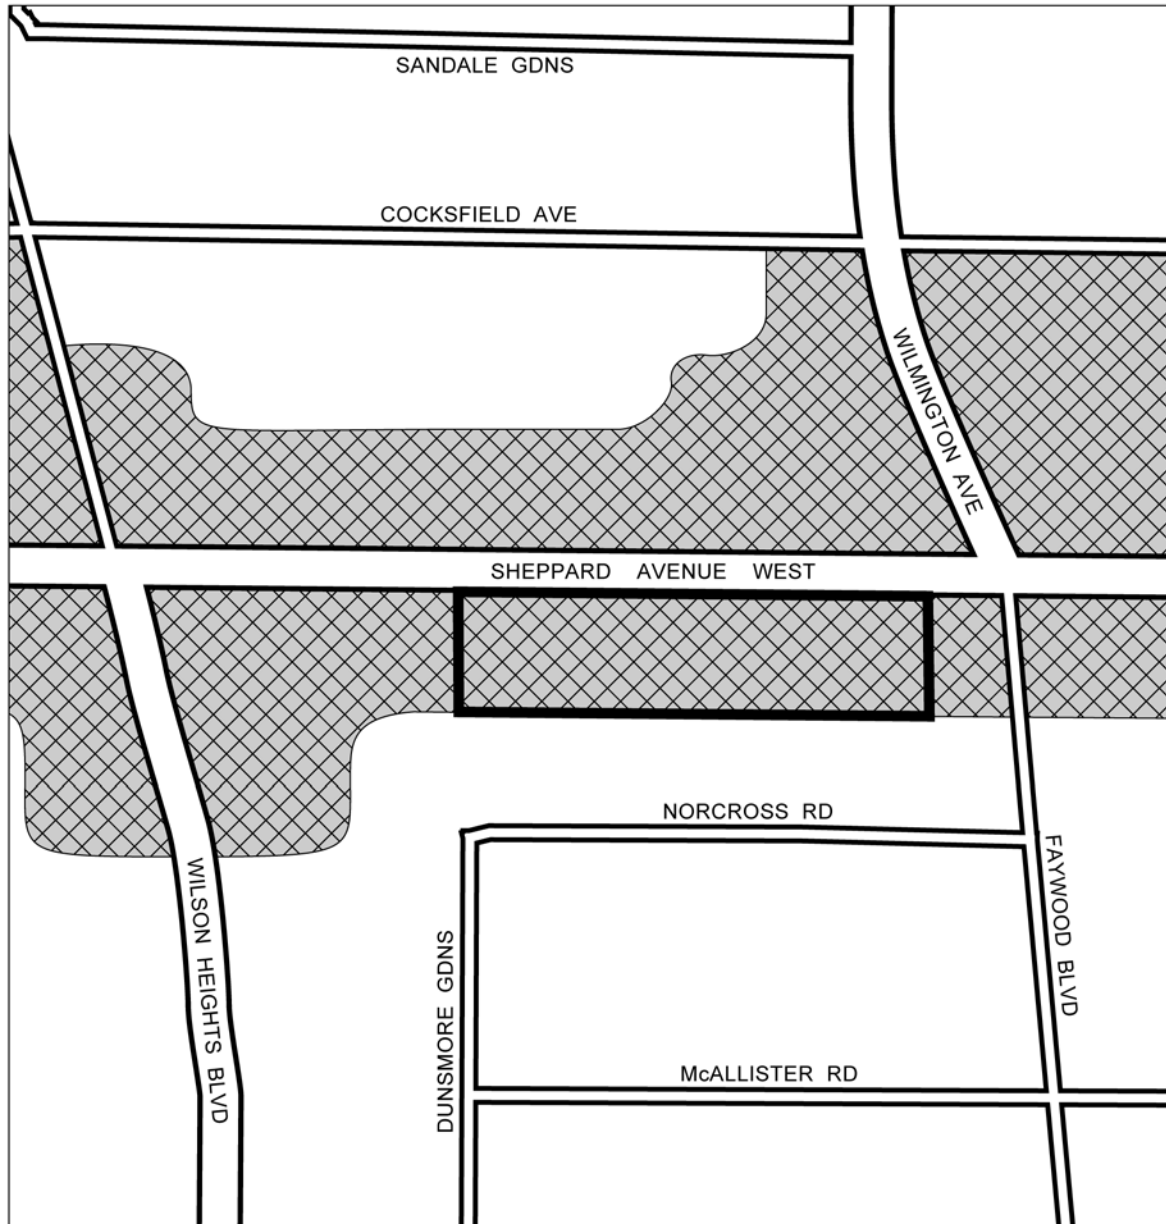 SANDALE GDNS
COCKSFIELD AVE
WILMINGTON AVE
SHEPPARD AVENUE WEST
NORCROSS RD
FAYWOOD BLVD
WILSON HEIGHTS BLVD
DUNSMORE GDNS
McALLISTER RD